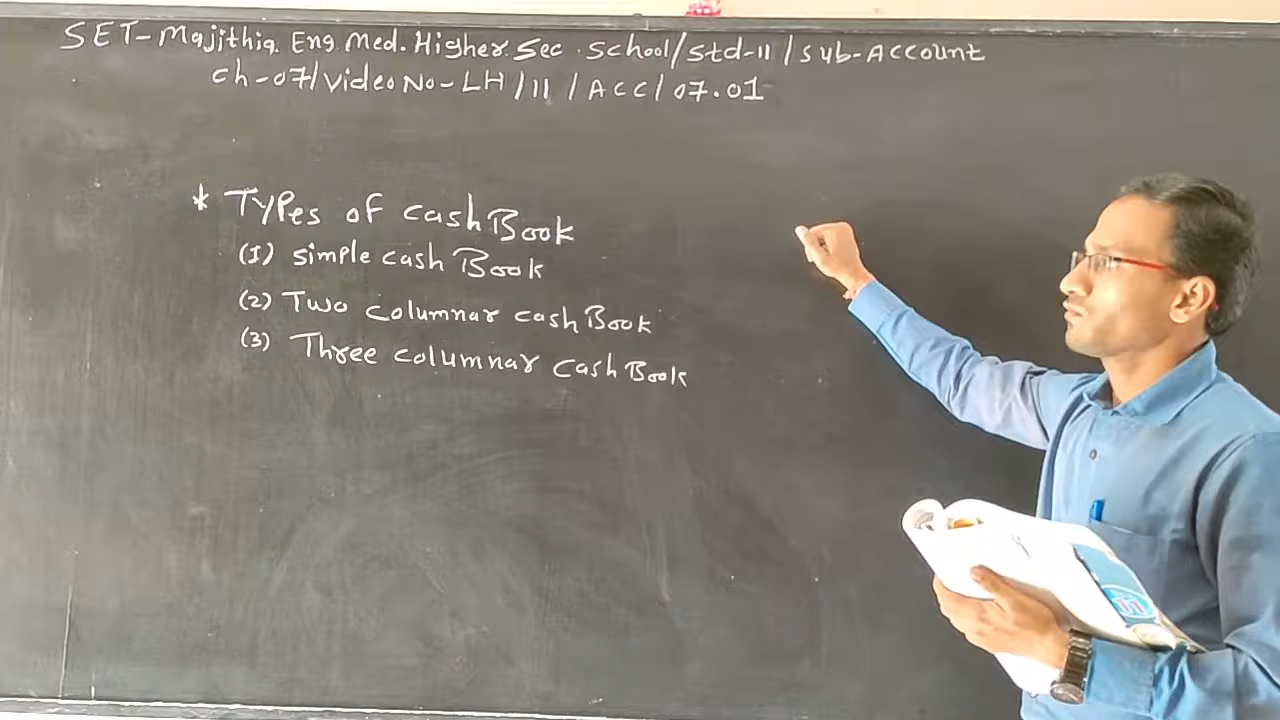 SET-Majithia Eng. Med. Higher. Sec. School/Std-11/Sub-Account
Ch-07/Video No-LH/11/ACC/07.01
* Types of Cash Book
(1) Simple Cash Book
(2) Two Columnar Cash Book
(3) Three Columnar Cash Book